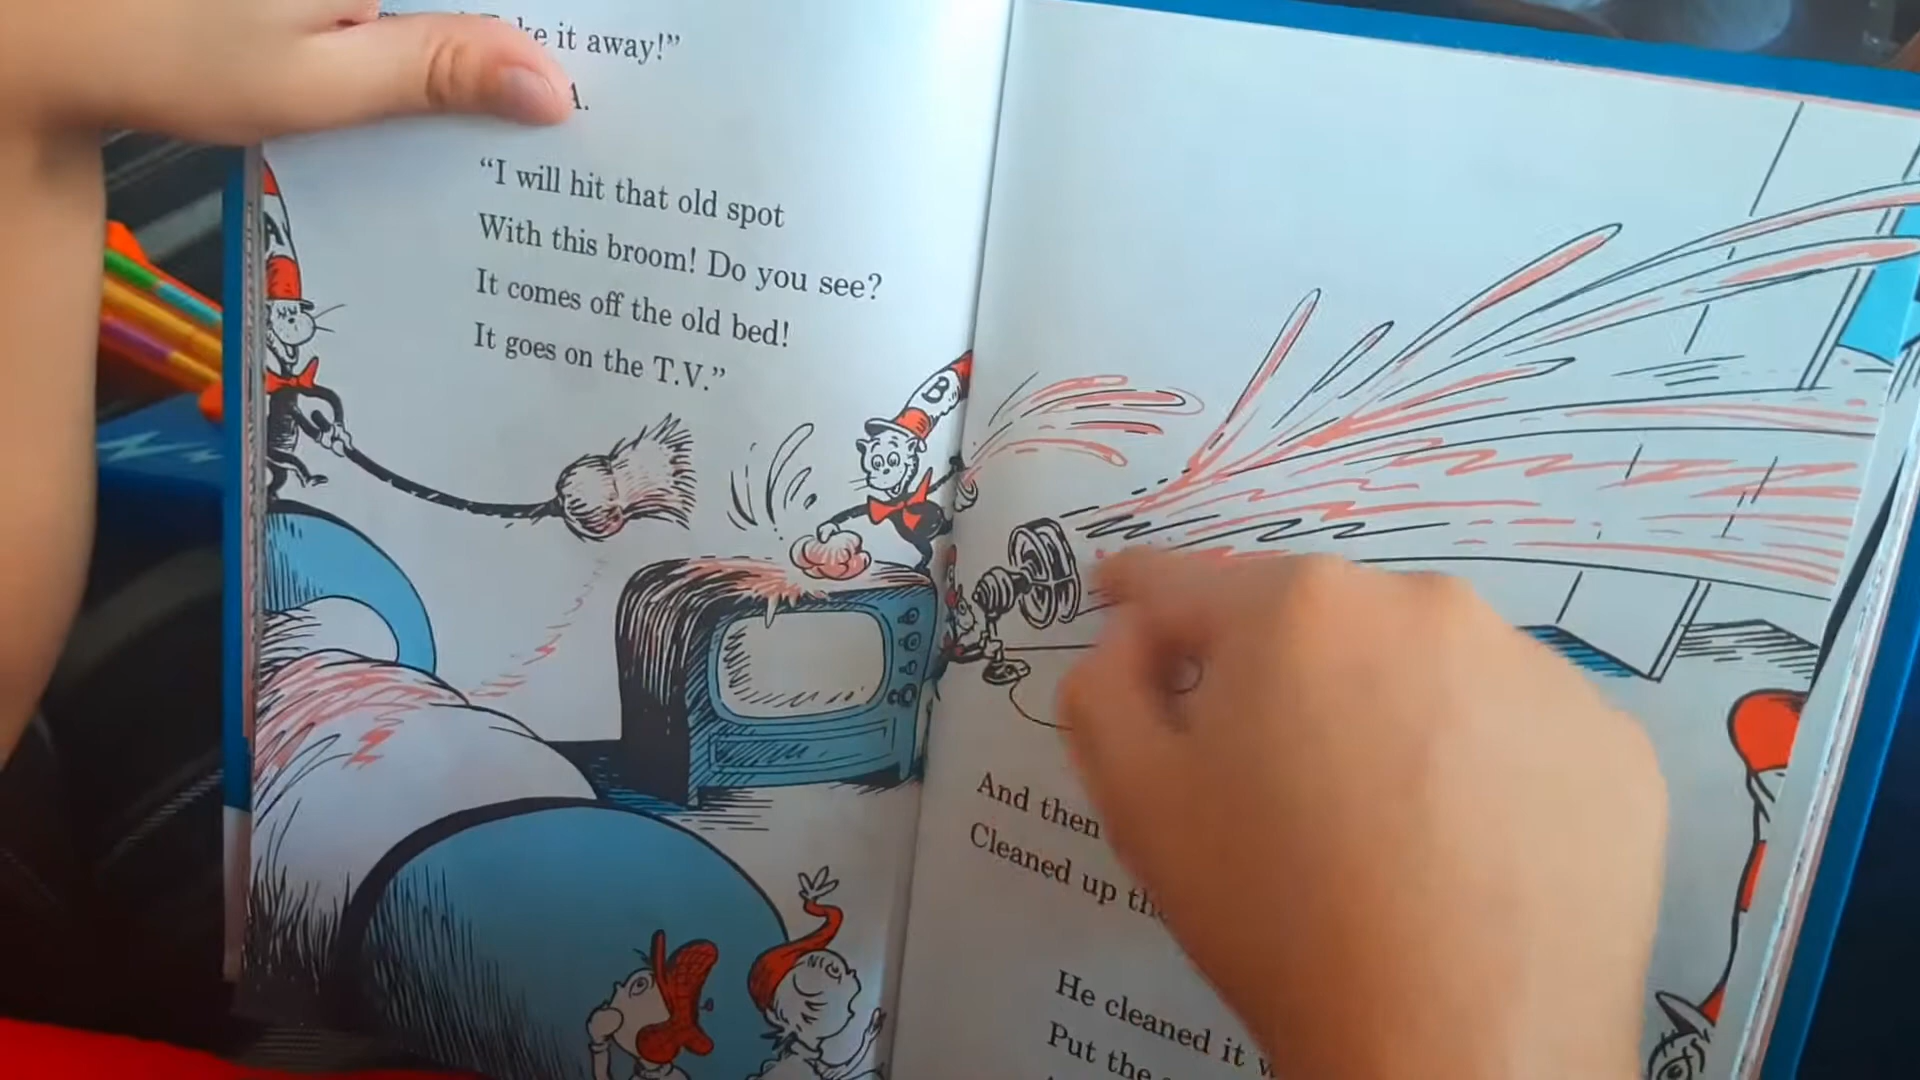 it away!”
A.
“I will hit that old spot
With this broom! Do you see?
It comes off the old bed!
It goes on the T.V.”
A
B
And then
Cleaned up
He cleaned it
Put the